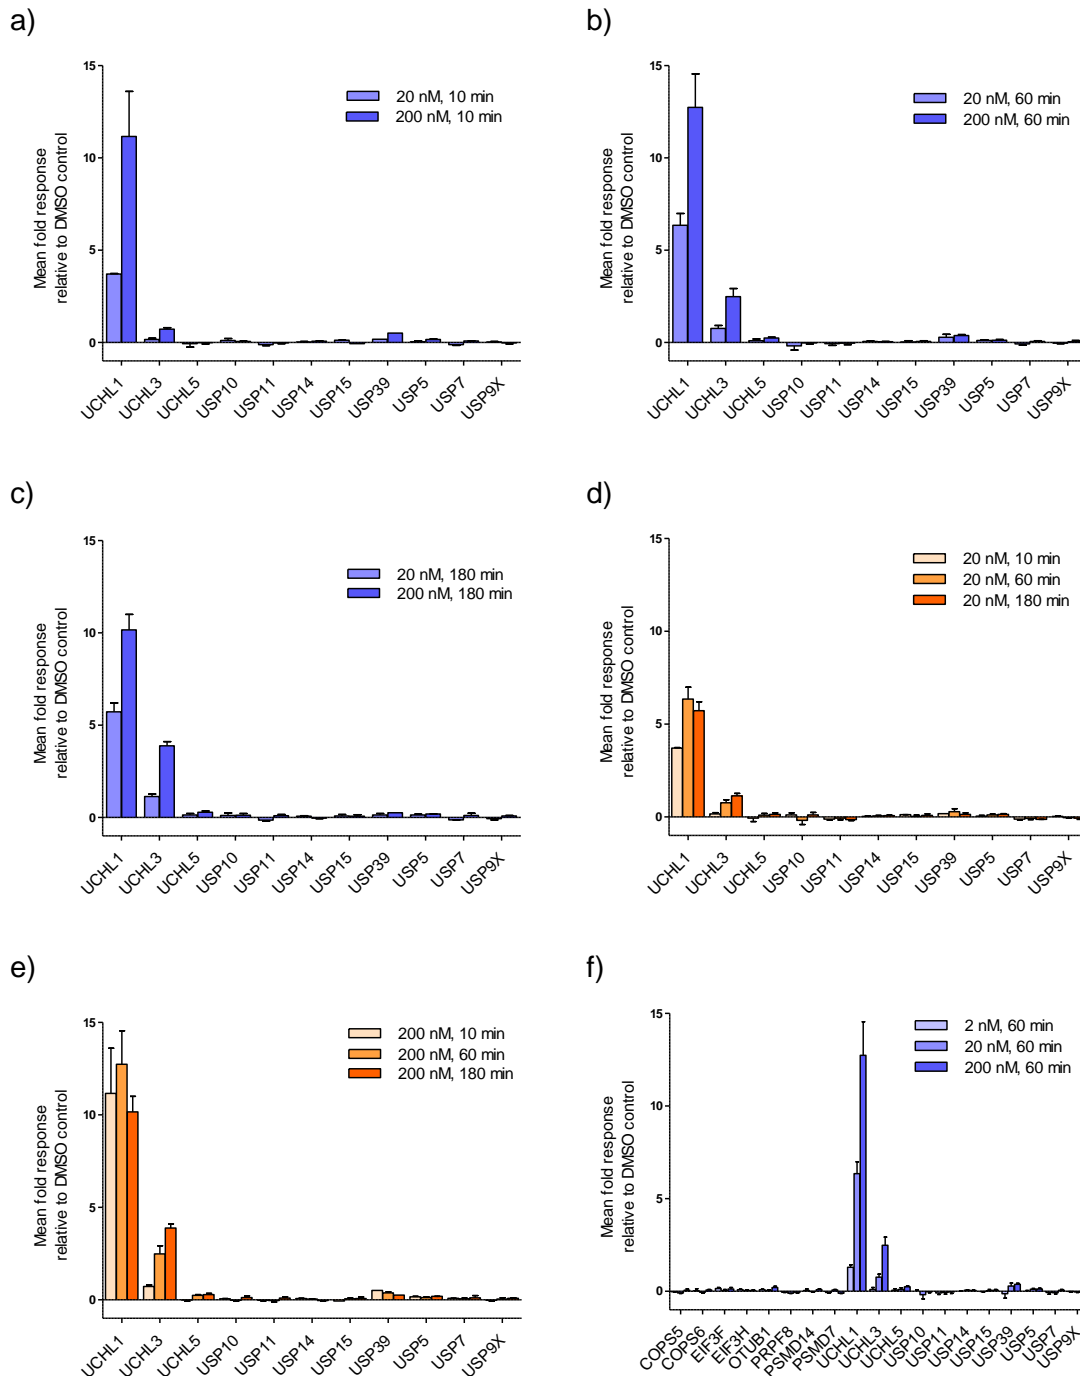 a)
Mean fold response
relative to DMSO control
15
10
5
0
20 nM, 10 min
200 nM, 10 min
UCHL1
UCHL3
UCHL5
USP10
USP11
USP14
USP15
USP39
USP5
USP7
USP9X
b)
Mean fold response
relative to DMSO control
15
10
5
0
20 nM, 60 min
200 nM, 60 min
UCHL1
UCHL3
UCHL5
USP10
USP11
USP14
USP15
USP39
USP5
USP7
USP9X
c)
Mean fold response
relative to DMSO control
15
10
5
0
20 nM, 180 min
200 nM, 180 min
UCHL1
UCHL3
UCHL5
USP10
USP11
USP14
USP15
USP39
USP5
USP7
USP9X
d)
Mean fold response
relative to DMSO control
15
10
5
0
20 nM, 10 min
20 nM, 60 min
20 nM, 180 min
UCHL1
UCHL3
UCHL5
USP10
USP11
USP14
USP15
USP39
USP5
USP7
USP9X
e)
Mean fold response
relative to DMSO control
15
10
5
0
200 nM, 10 min
200 nM, 60 min
200 nM, 180 min
UCHL1
UCHL3
UCHL5
USP10
USP11
USP14
USP15
USP39
USP5
USP7
USP9X
f)
Mean fold response
relative to DMSO control
15
10
5
0
2 nM, 60 min
20 nM, 60 min
200 nM, 60 min
COPS5
COPS6
EIF3F
EIF3H
OTUB1
PRPF8
PSMD14
PSMD7
UCHL1
UCHL3
UCHL5
USP10
USP11
USP14
USP15
USP39
USP5
USP7
USP9X